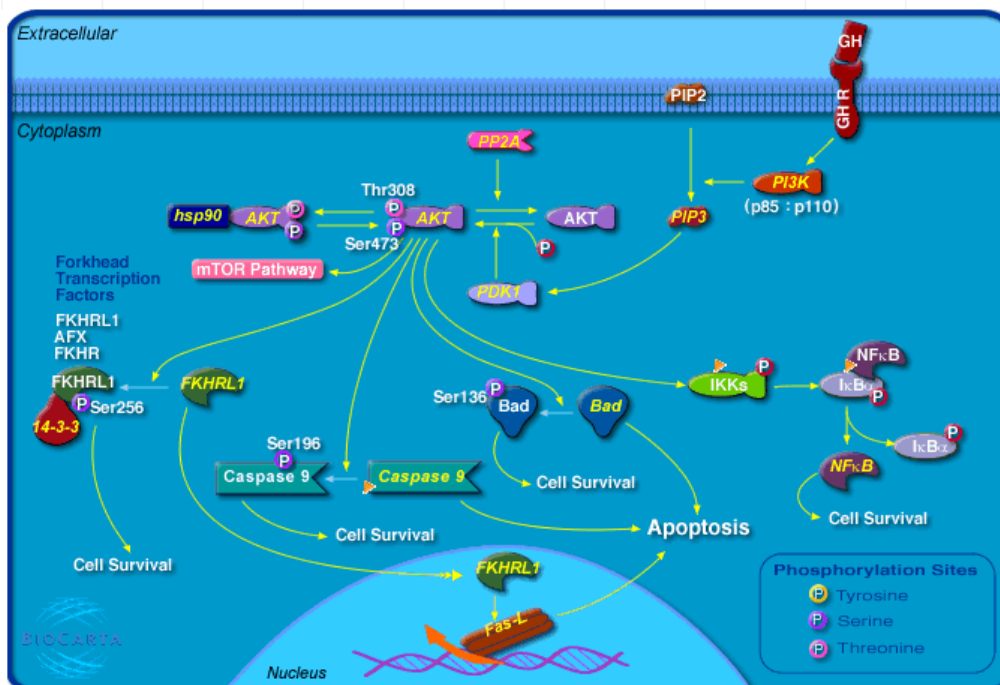 Extracellular
GH
GH R
PIP2
Cytoplasm
PP2A
Thr308
P
PI3K
(p85 : p110)
hsp90
AKT
P
P
AKT
P
AKT
PIP3
Ser473
P
mTOR Pathway
PDK1
Forkhead
Transcription
Factors
FKHRL1
AFX
FKHR
FKHRL1
P
Ser256
14-3-3
FKHRL1
Ser136
P
Bad
Bad
IKKs
P
NFκB
IκBα
P
IκBα
P
NFκB
Ser196
P
Caspase 9
Caspase 9
Cell Survival
Cell Survival
Cell Survival
Apoptosis
Cell Survival
FKHRL1
Fas-L
Nucleus
BIOCARTA
Phosphorylation Sites
P Tyrosine
P Serine
P Threonine